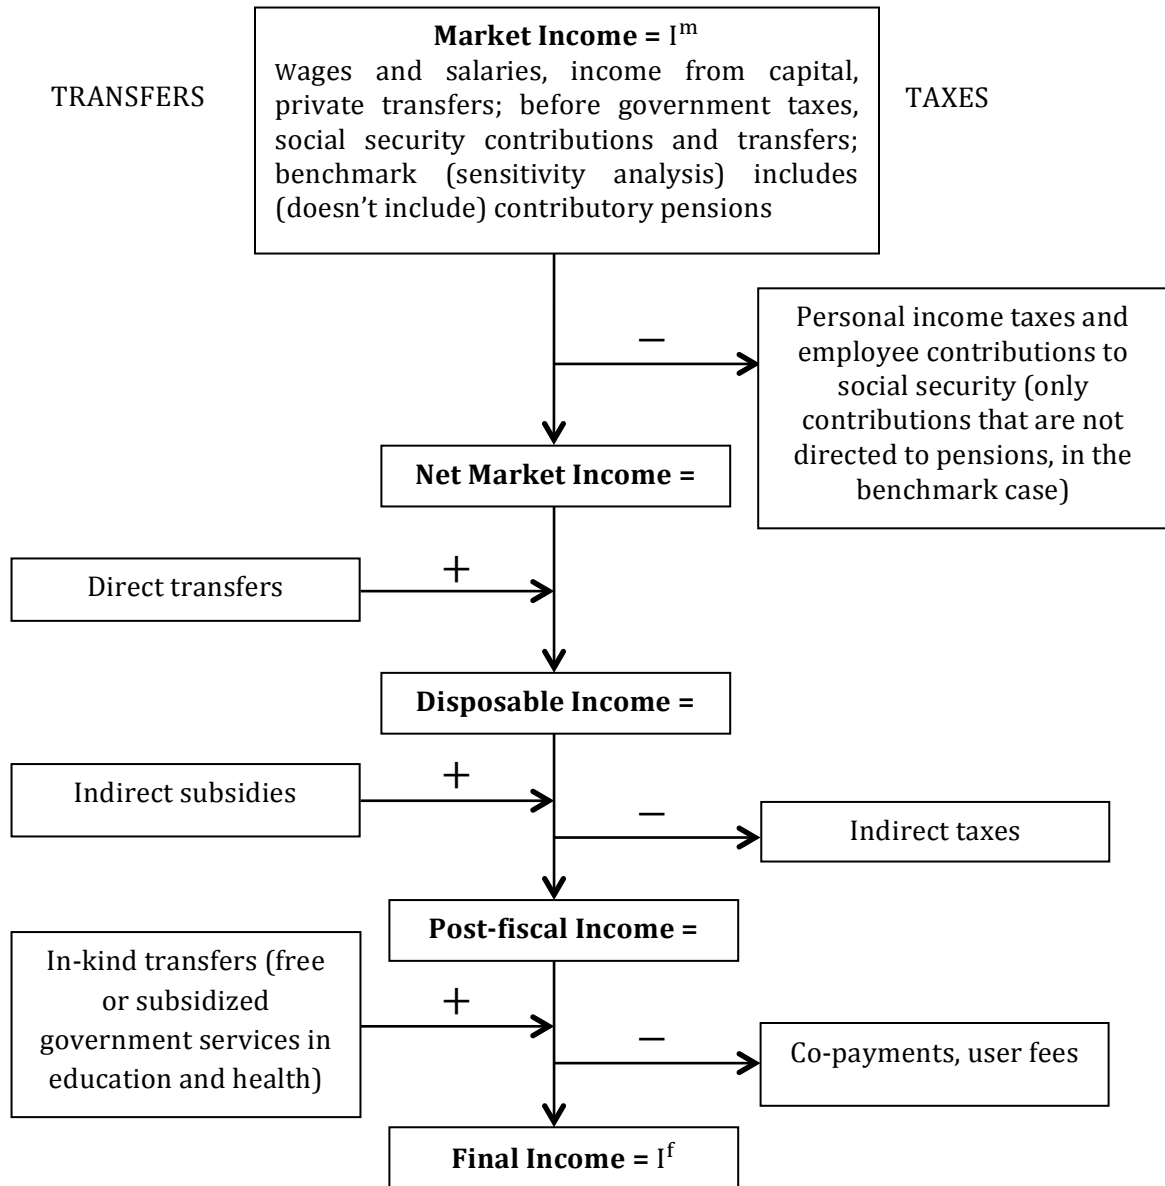 Market Income = Iᵐ
TRANSFERS
Wages and salaries, income from capital,
private transfers; before government taxes,
social security contributions and transfers;
benchmark (sensitivity analysis) includes
(doesn't include) contributory pensions
TAXES
−
Personal income taxes and
employee contributions to
social security (only
contributions that are not
directed to pensions, in the
benchmark case)
Net Market Income =
Direct transfers
+
Disposable Income =
Indirect subsidies
+
−
Indirect taxes
Post-fiscal Income =
In-kind transfers (free
or subsidized
government services in
education and health)
+
−
Co-payments, user fees
Final Income = Iᶠ